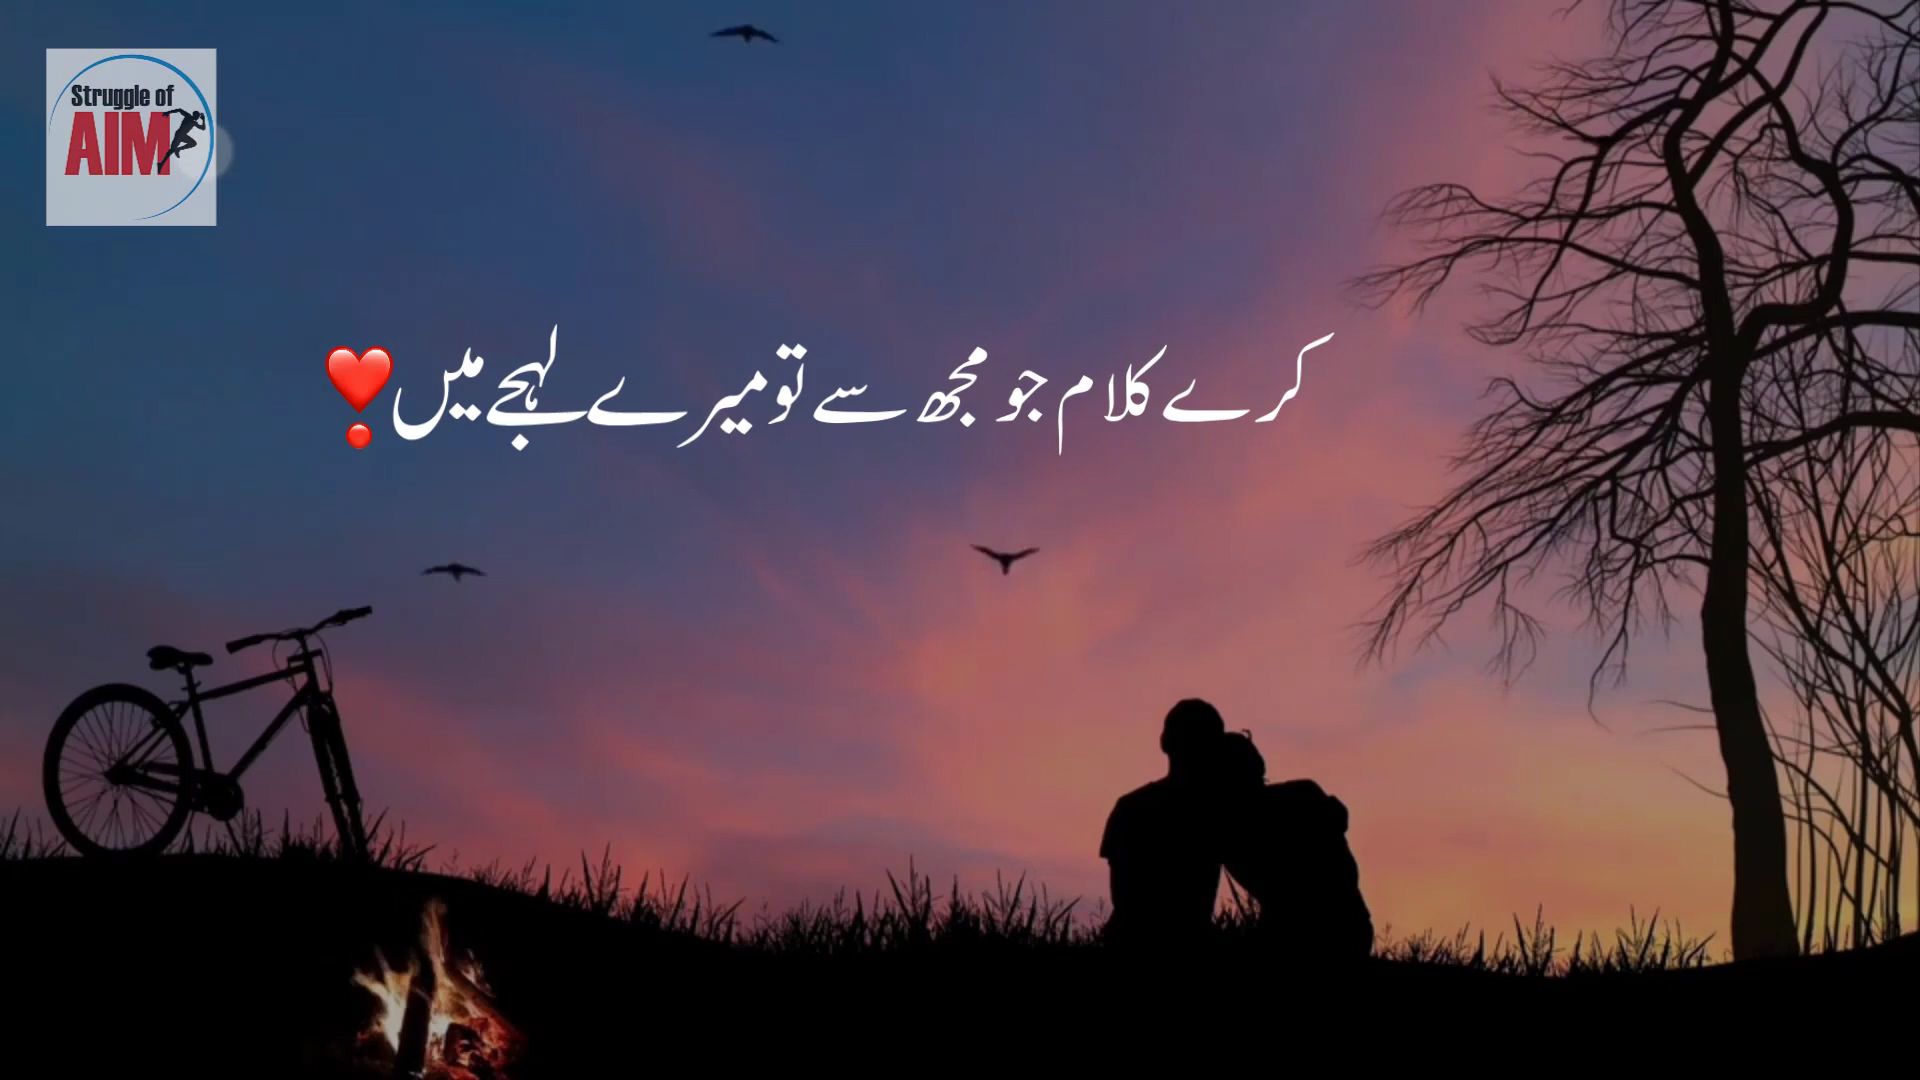 Struggle of
AIM
کرے کلام جو مجھ سے تو میرے لہجے میں❣️